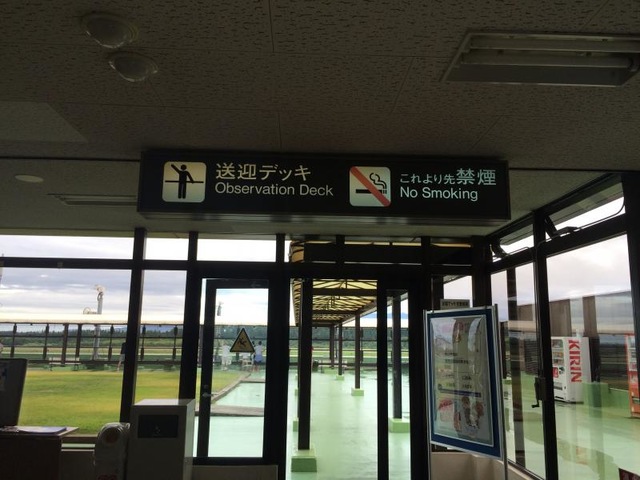 送迎デッキ
Observation Deck
これより先禁煙
No Smoking
KIRIN